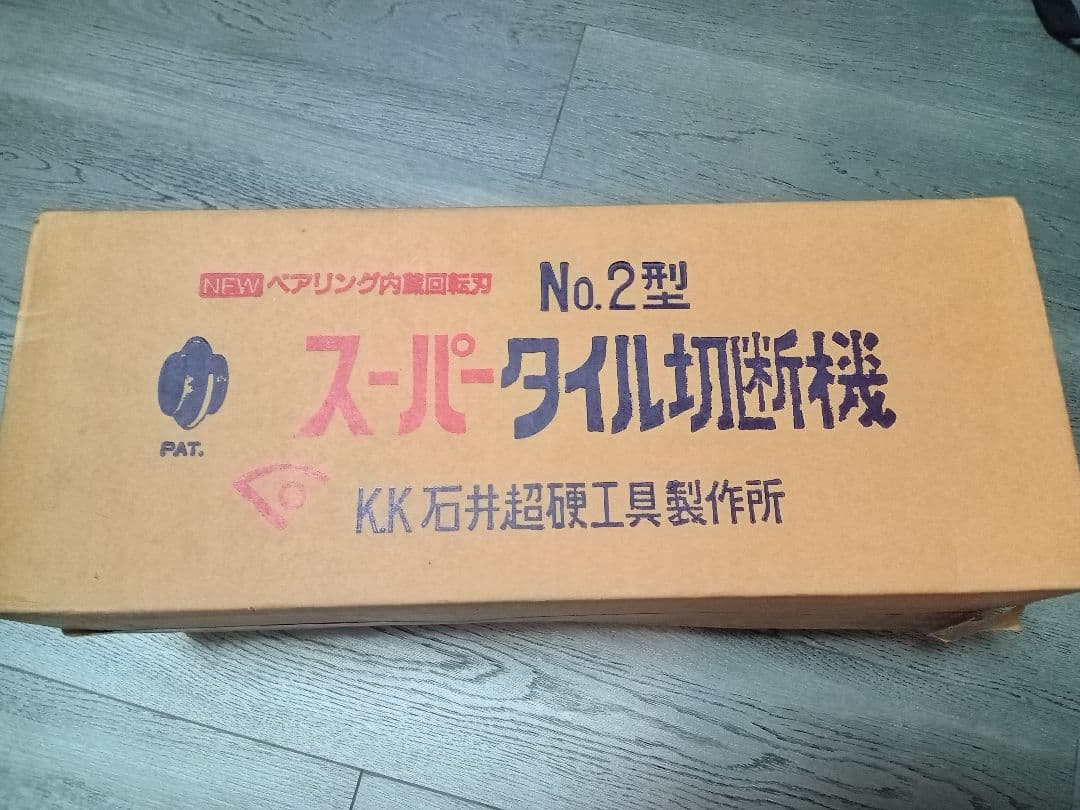 NEW ベアリング内蔵回転刃
No.2型
スーパータイル切断機
PAT.
K.K 石井超硬工具製作所